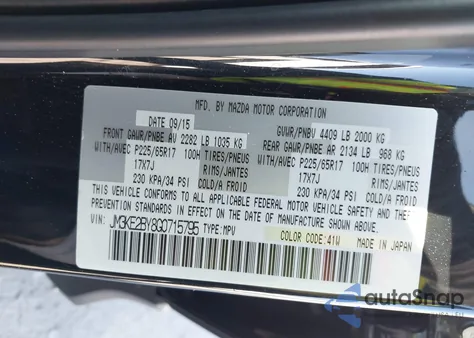 MFD. BY MAZDA MOTOR CORPORATION
DATE 09/15 GVWR/PNBV 4409 LB 2000 KG
FRONT GAWR/PNBE AV 2282 LB 1035 KG REAR GAWR/PNBE AR 2134 LB 968 KG
WITH/AVEC P225/65R17 100H TIRES/PNEUS WITH/AVEC P225/65R17 100H TIRES/PNEUS
17X7J 17X7J
230 KPA/34 PSI COLD/A FROID 230 KPA/34 PSI COLD/A FROID
THIS VEHICLE CONFORMS TO ALL APPLICABLE FEDERAL MOTOR VEHICLE SAFETY AND THEFT
PREVENTION STANDARDS IN EFFECT ON THE DATE OF MANUFACTURE SHOWN ABOVE.
VIN: JM3KE2BY8G0715795 TYPE:MPV COLOR CODE:41W MADE IN JAPAN
autoSnap